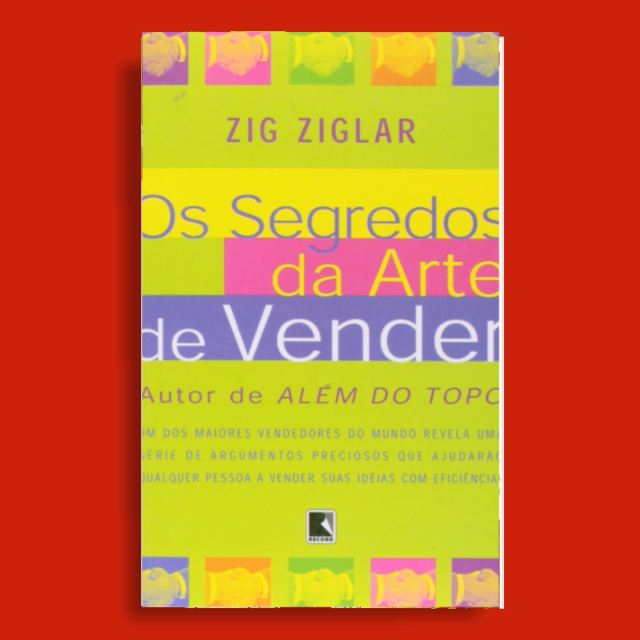 ZIG ZIGLAR
Os Segredos
da Arte
de Vender
Autor de ALÉM DO TOPO
UM DOS MAIORES VENDEDORES DO MUNDO REVELA UMA
SÉRIE DE ARGUMENTOS PRECIOSOS QUE AJUDARÃO
QUALQUER PESSOA A VENDER SUAS IDÉIAS COM EFICIÊNCIA
RECORD